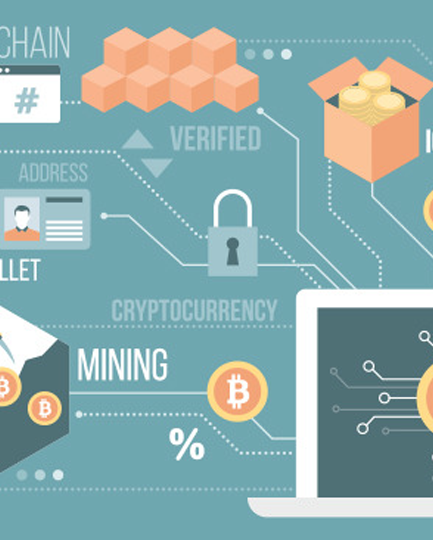 CHAIN
#
VERIFIED
ADDRESS
LLET
CRYPTOCURRENCY
MINING
%